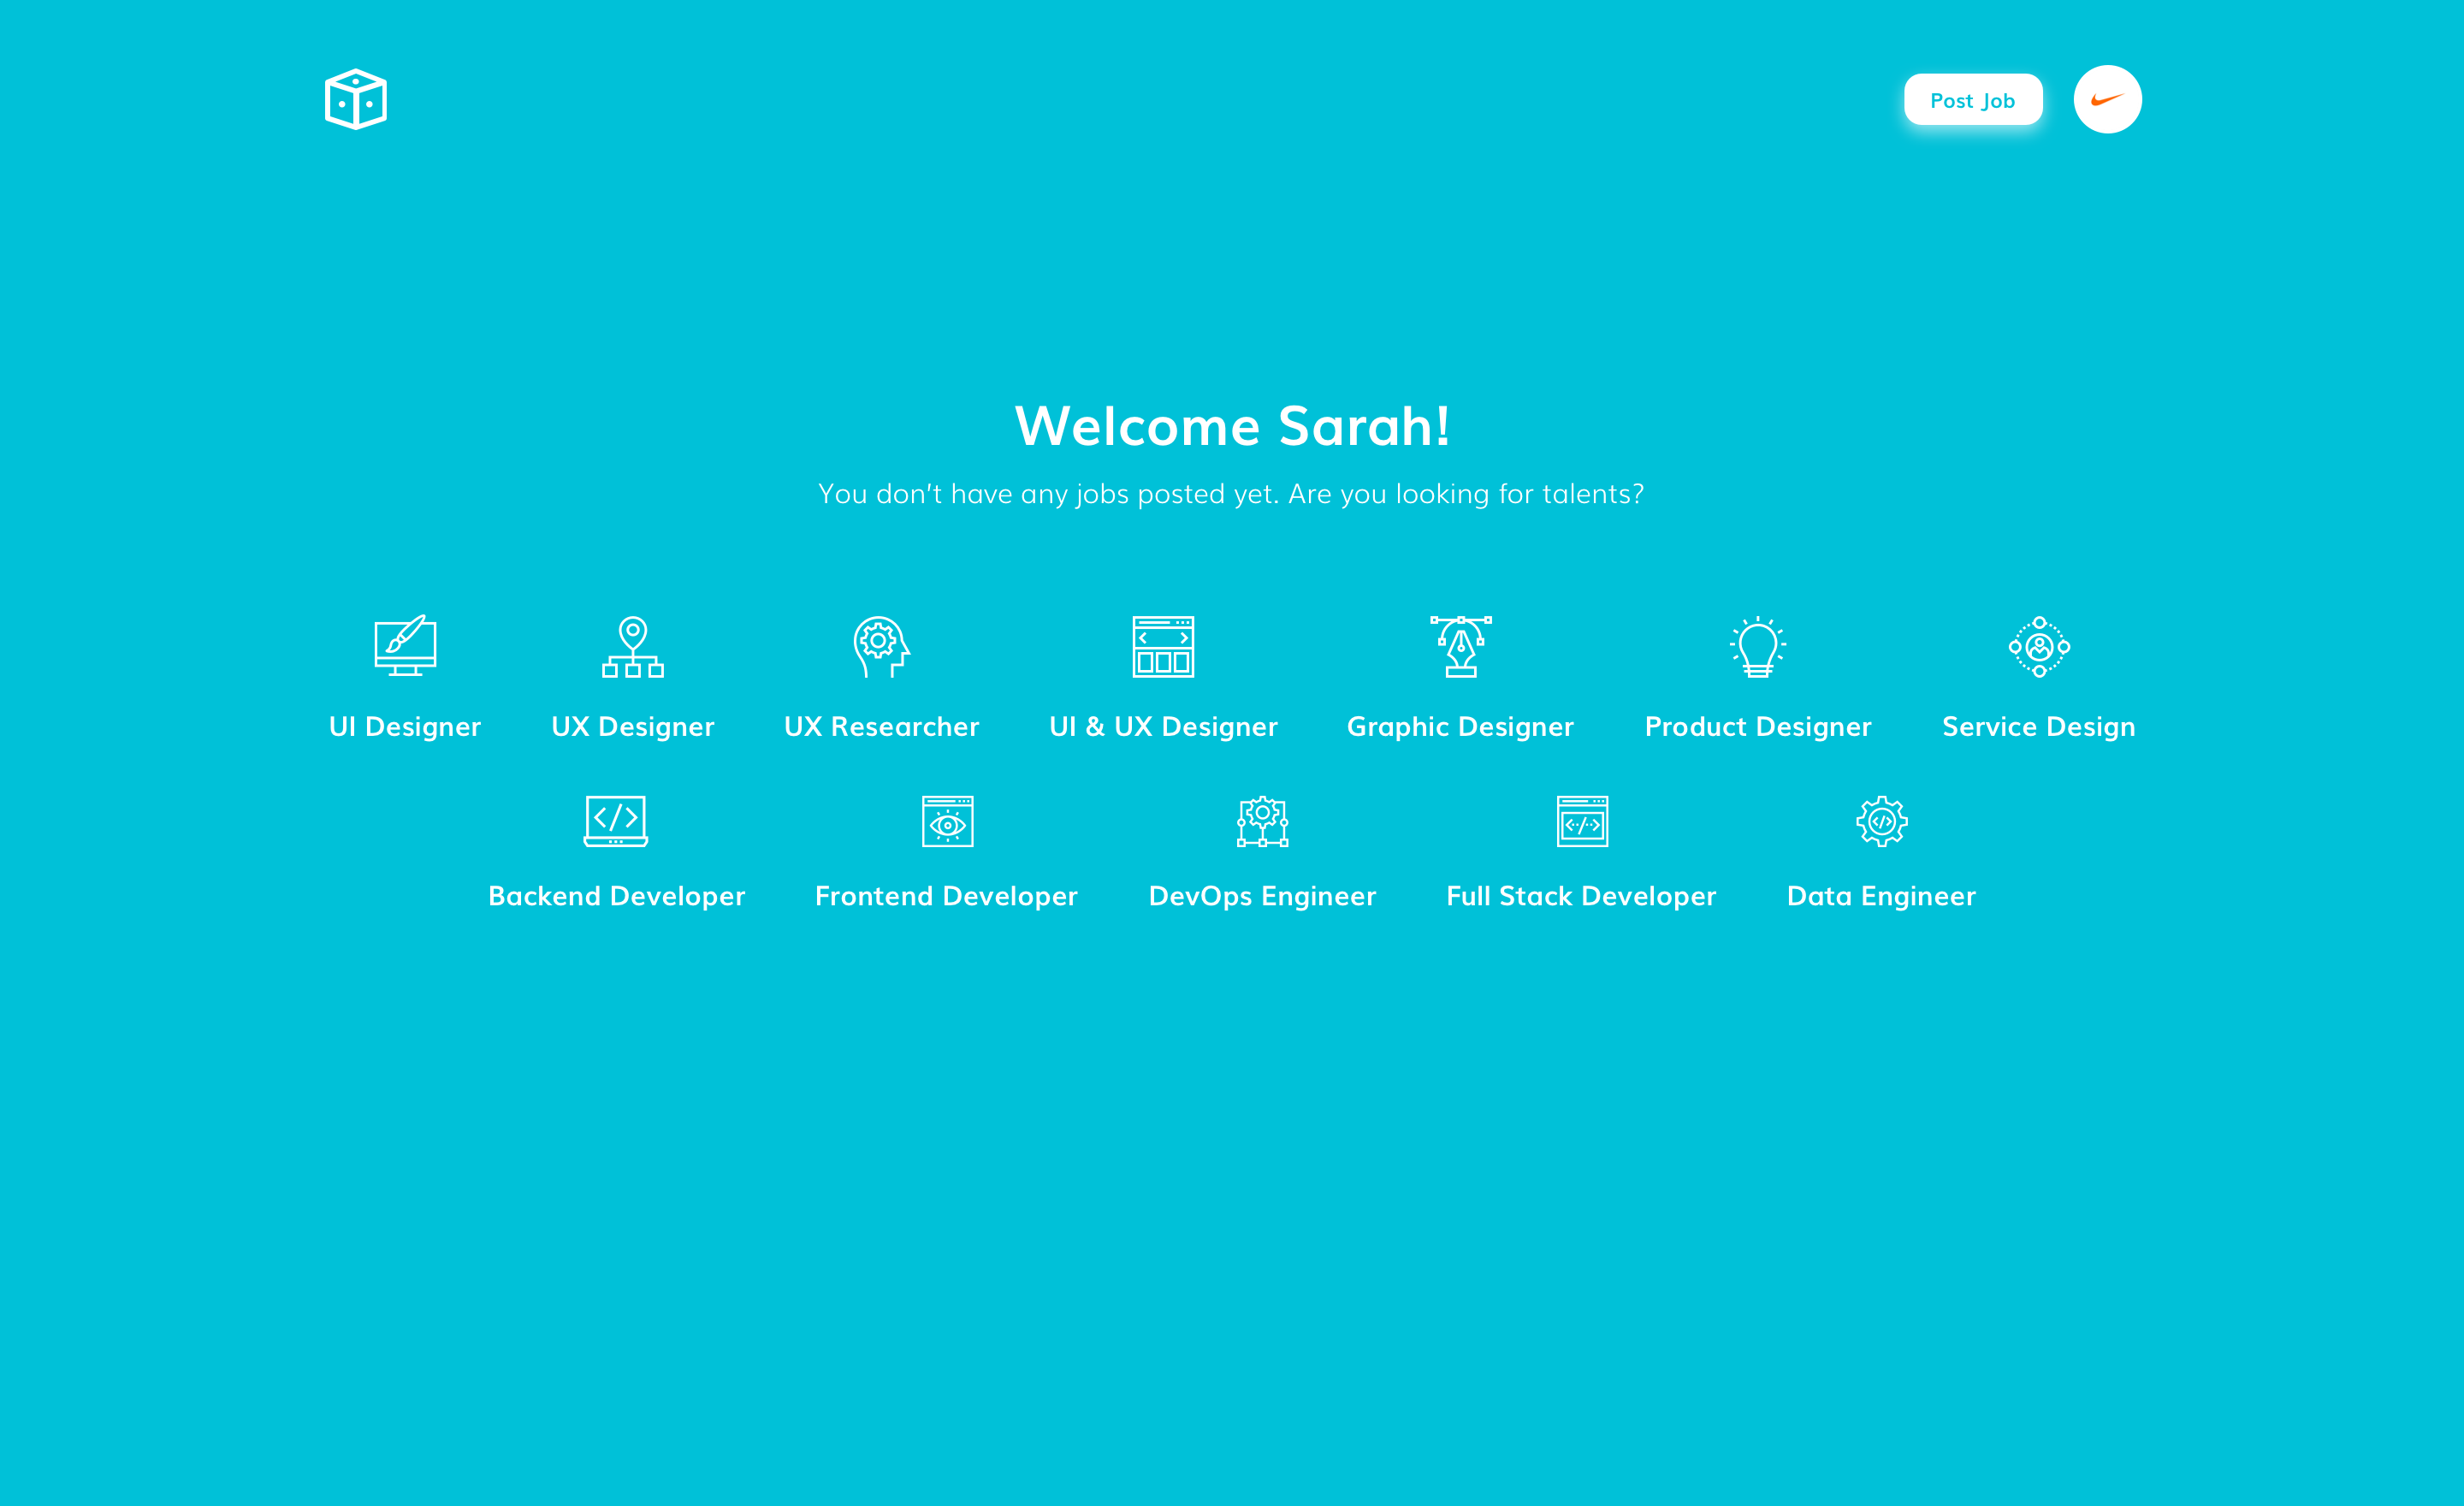 Post Job
Welcome Sarah!
You don't have any jobs posted yet. Are you looking for talents?
UI Designer
UX Designer
UX Researcher
UI & UX Designer
Graphic Designer
Product Designer
Service Design
Backend Developer
Frontend Developer
DevOps Engineer
Full Stack Developer
Data Engineer